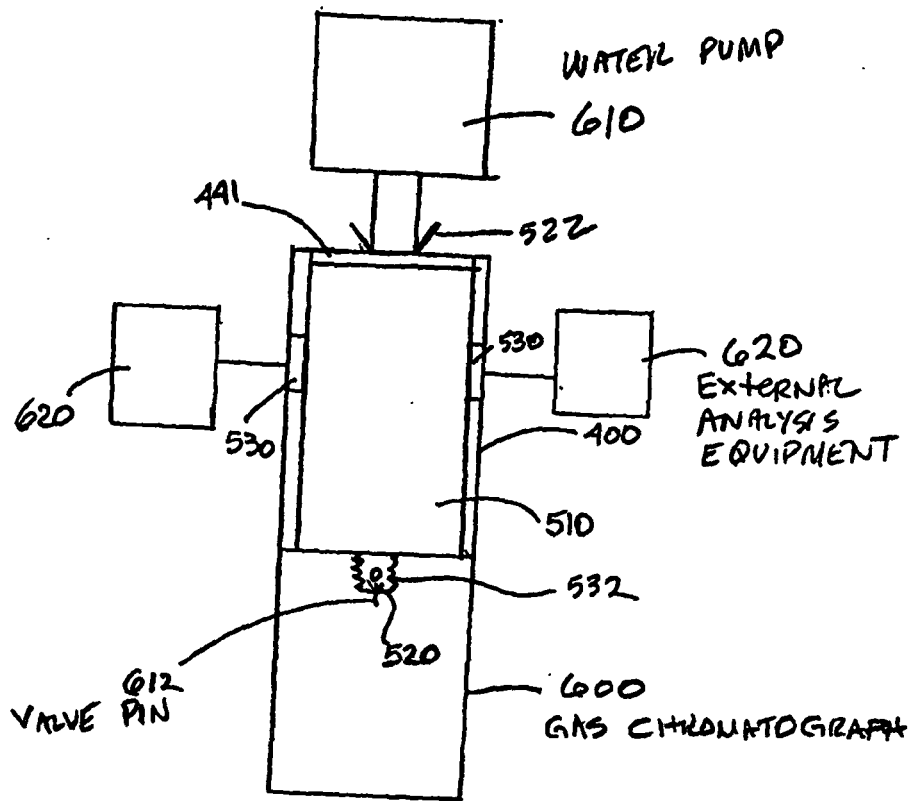 WATER PUMP
610
441
522
530
620
EXTERNAL
ANALYSIS
EQUIPMENT
620
530
400
510
532
520
612
VALVE PIN
600
GAS CHROMATOGRAPH